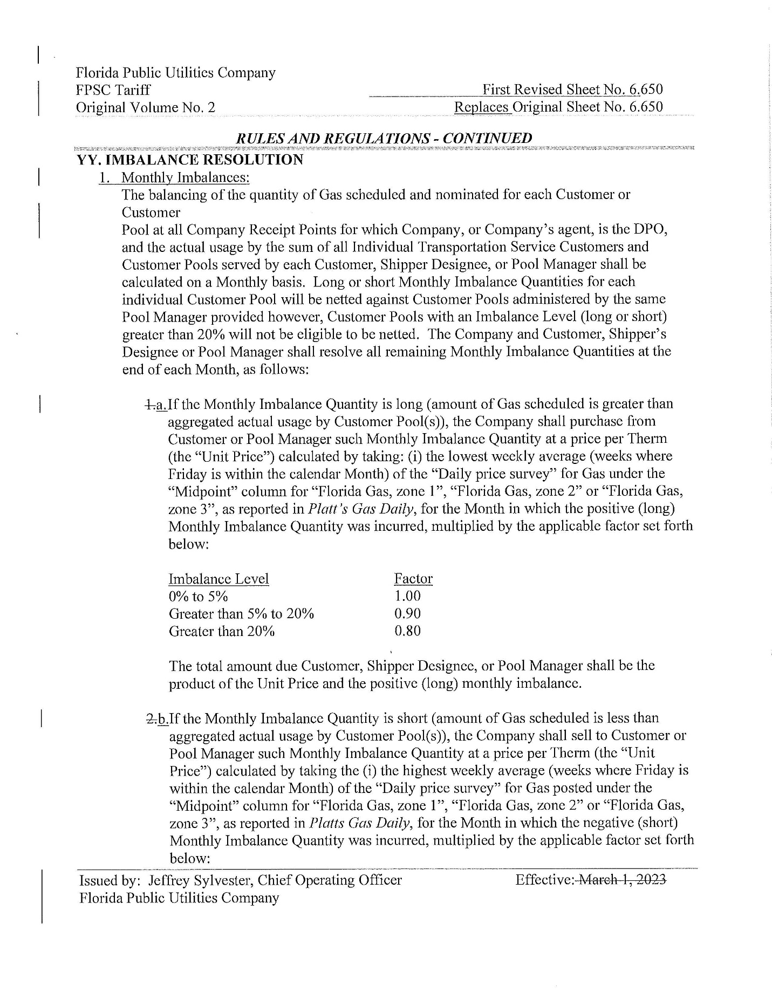 Florida Public Utilities Company
FPSC Tariff First Revised Sheet No. 6.650
Original Volume No. 2 Replaces Original Sheet No. 6.650
RULES AND REGULATIONS - CONTINUED
YY. IMBALANCE RESOLUTION
1. Monthly Imbalances:
The balancing of the quantity of Gas scheduled and nominated for each Customer or
Customer
Pool at all Company Receipt Points for which Company, or Company’s agent, is the DPO,
and the actual usage by the sum of all Individual Transportation Service Customers and
Customer Pools served by each Customer, Shipper Designee, or Pool Manager shall be
calculated on a Monthly basis. Long or short Monthly Imbalance Quantities for each
individual Customer Pool will be netted against Customer Pools administered by the same
Pool Manager provided however, Customer Pools with an Imbalance Level (long or short)
greater than 20% will not be eligible to be netted. The Company and Customer, Shipper’s
Designee or Pool Manager shall resolve all remaining Monthly Imbalance Quantities at the
end of each Month, as follows:
1.a.If the Monthly Imbalance Quantity is long (amount of Gas scheduled is greater than
aggregated actual usage by Customer Pool(s)), the Company shall purchase from
Customer or Pool Manager such Monthly Imbalance Quantity at a price per Therm
(the “Unit Price”) calculated by taking: (i) the lowest weekly average (weeks where
Friday is within the calendar Month) of the “Daily price survey” for Gas under the
“Midpoint” column for “Florida Gas, zone 1”, “Florida Gas, zone 2” or “Florida Gas,
zone 3”, as reported in Platt’s Gas Daily, for the Month in which the positive (long)
Monthly Imbalance Quantity was incurred, multiplied by the applicable factor set forth
below:
Imbalance Level Factor
0% to 5% 1.00
Greater than 5% to 20% 0.90
Greater than 20% 0.80
The total amount due Customer, Shipper Designee, or Pool Manager shall be the
product of the Unit Price and the positive (long) monthly imbalance.
2.b.If the Monthly Imbalance Quantity is short (amount of Gas scheduled is less than
aggregated actual usage by Customer Pool(s)), the Company shall sell to Customer or
Pool Manager such Monthly Imbalance Quantity at a price per Therm (the “Unit
Price”) calculated by taking the (i) the highest weekly average (weeks where Friday is
within the calendar Month) of the “Daily price survey” for Gas posted under the
“Midpoint” column for “Florida Gas, zone 1”, “Florida Gas, zone 2” or “Florida Gas,
zone 3”, as reported in Platts Gas Daily, for the Month in which the negative (short)
Monthly Imbalance Quantity was incurred, multiplied by the applicable factor set forth
below:
Issued by: Jeffrey Sylvester, Chief Operating Officer Effective: March 1, 2023
Florida Public Utilities Company